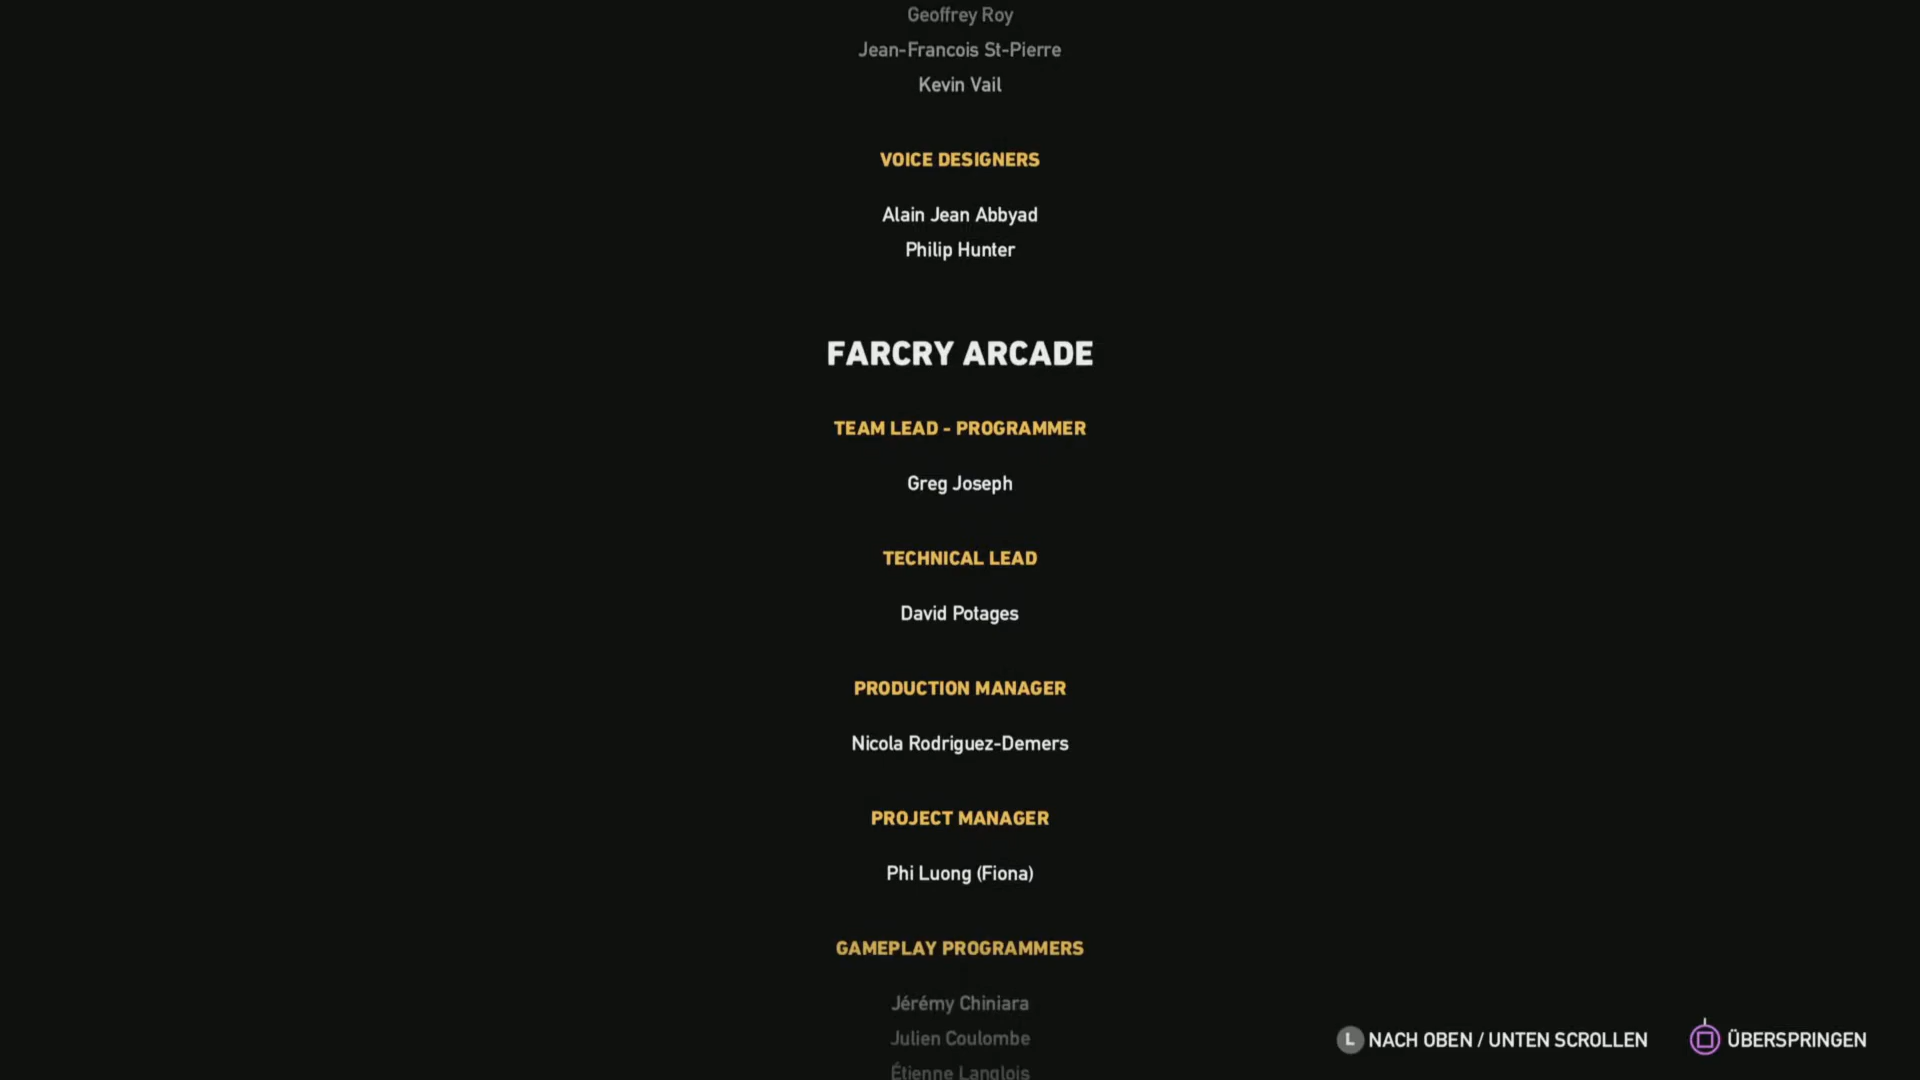 Geoffrey Roy
Jean-Francois St-Pierre
Kevin Vail
VOICE DESIGNERS
Alain Jean Abbyad
Philip Hunter
FARCRY ARCADE
TEAM LEAD - PROGRAMMER
Greg Joseph
TECHNICAL LEAD
David Potages
PRODUCTION MANAGER
Nicola Rodriguez-Demers
PROJECT MANAGER
Phi Luong (Fiona)
GAMEPLAY PROGRAMMERS
Jérémy Chiniara
Julien Coulombe
Étienne Langlois
L NACH OBEN / UNTEN SCROLLEN ÜBERSPRINGEN